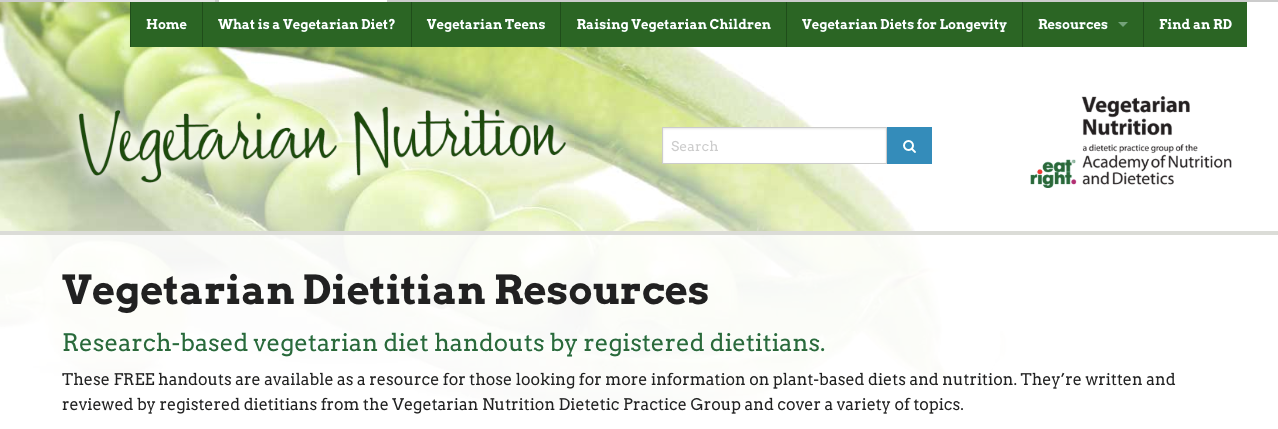 Home
What is a Vegetarian Diet?
Vegetarian Teens
Raising Vegetarian Children
Vegetarian Diets for Longevity
Resources
Find an RD
Vegetarian Nutrition
Search
Vegetarian
Nutrition
a dietetic practice group of the
eat right.
Academy of Nutrition
and Dietetics
Vegetarian Dietitian Resources
Research-based vegetarian diet handouts by registered dietitians.
These FREE handouts are available as a resource for those looking for more information on plant-based diets and nutrition. They’re written and
reviewed by registered dietitians from the Vegetarian Nutrition Dietetic Practice Group and cover a variety of topics.